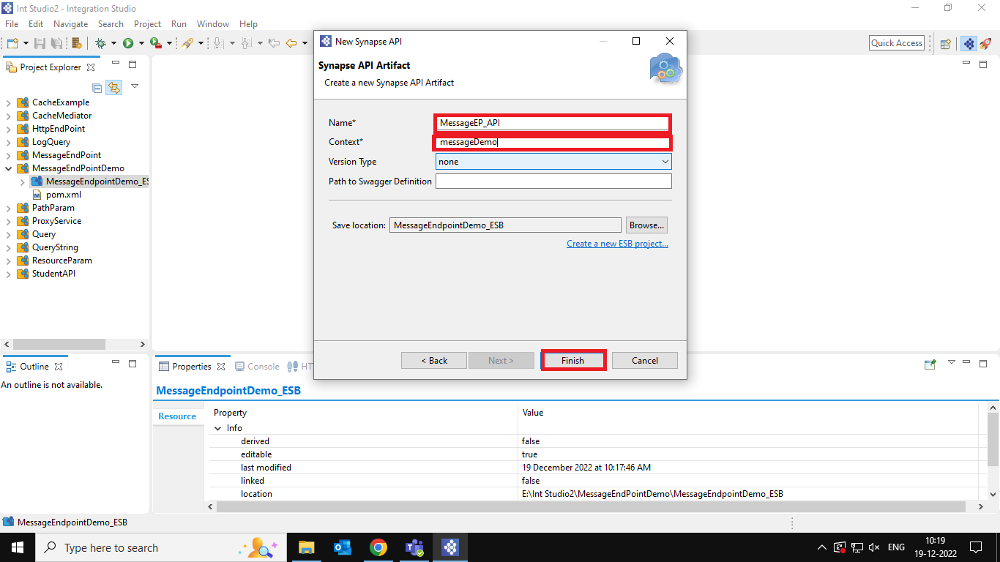 Int Studio2 - Integration Studio
File Edit Navigate Search Project Run Window Help
Quick Access
Project Explorer
CacheExample
CacheMediator
HttpEndPoint
LogQuery
MessageEndPoint
MessageEndPointDemo
MessageEndpointDemo_ES
pom.xml
PathParam
ProxyService
Query
QueryString
ResourceParam
StudentAPI
New Synapse API
Synapse API Artifact
Create a new Synapse API Artifact
Name* MessageEP_API
Context* messageDemo
Version Type none
Path to Swagger Definition
Save location: MessageEndpointDemo_ESB Browse...
Create a new ESB project...
< Back Next > Finish Cancel
Outline
An outline is not available.
Properties Console HT
MessageEndpointDemo_ESB
Resource
Property Value
Info
derived false
editable true
last modified 19 December 2022 at 10:17:46 AM
linked false
location E:\Int Studio2\MessageEndPointDemo\MessageEndpointDemo_ESB
MessageEndpointDemo_ESB
Type here to search
ENG
10:19
19-12-2022